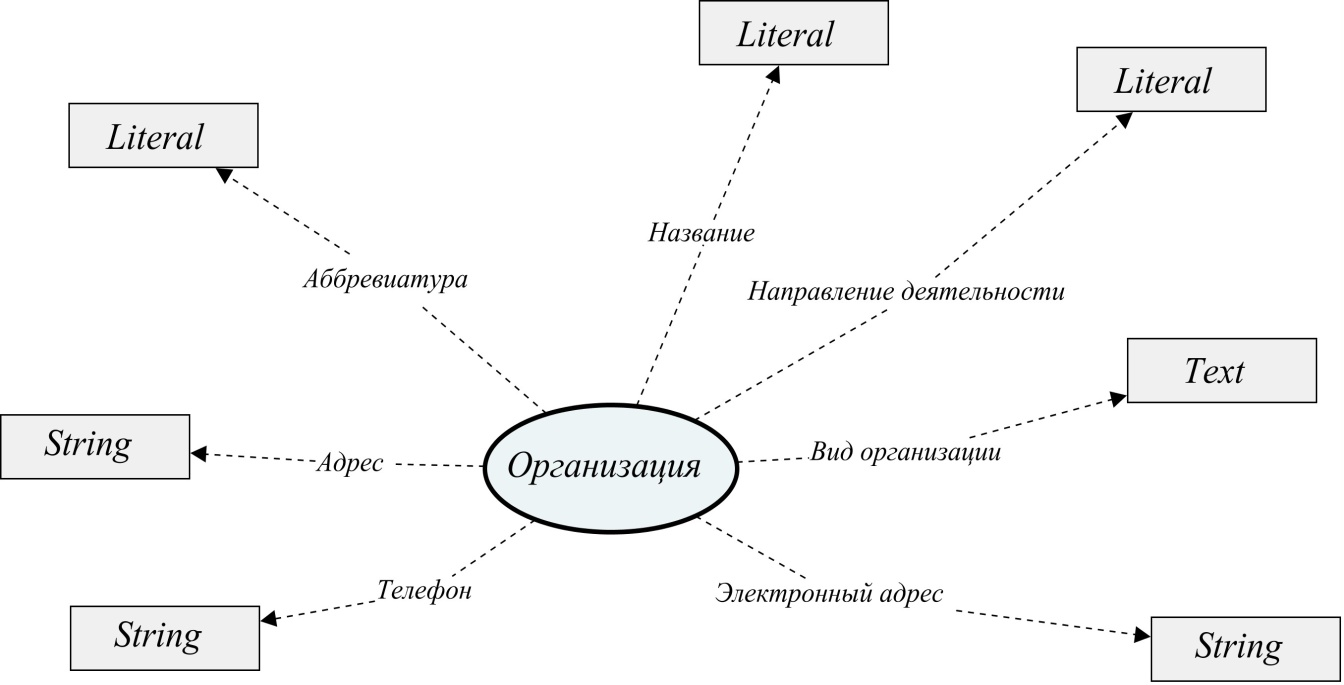 Literal
Literal
Literal
Название
Аббревиатура
Направление деятельности
Text
String
Адрес
Организация
Вид организации
Телефон
Электронный адрес
String
String